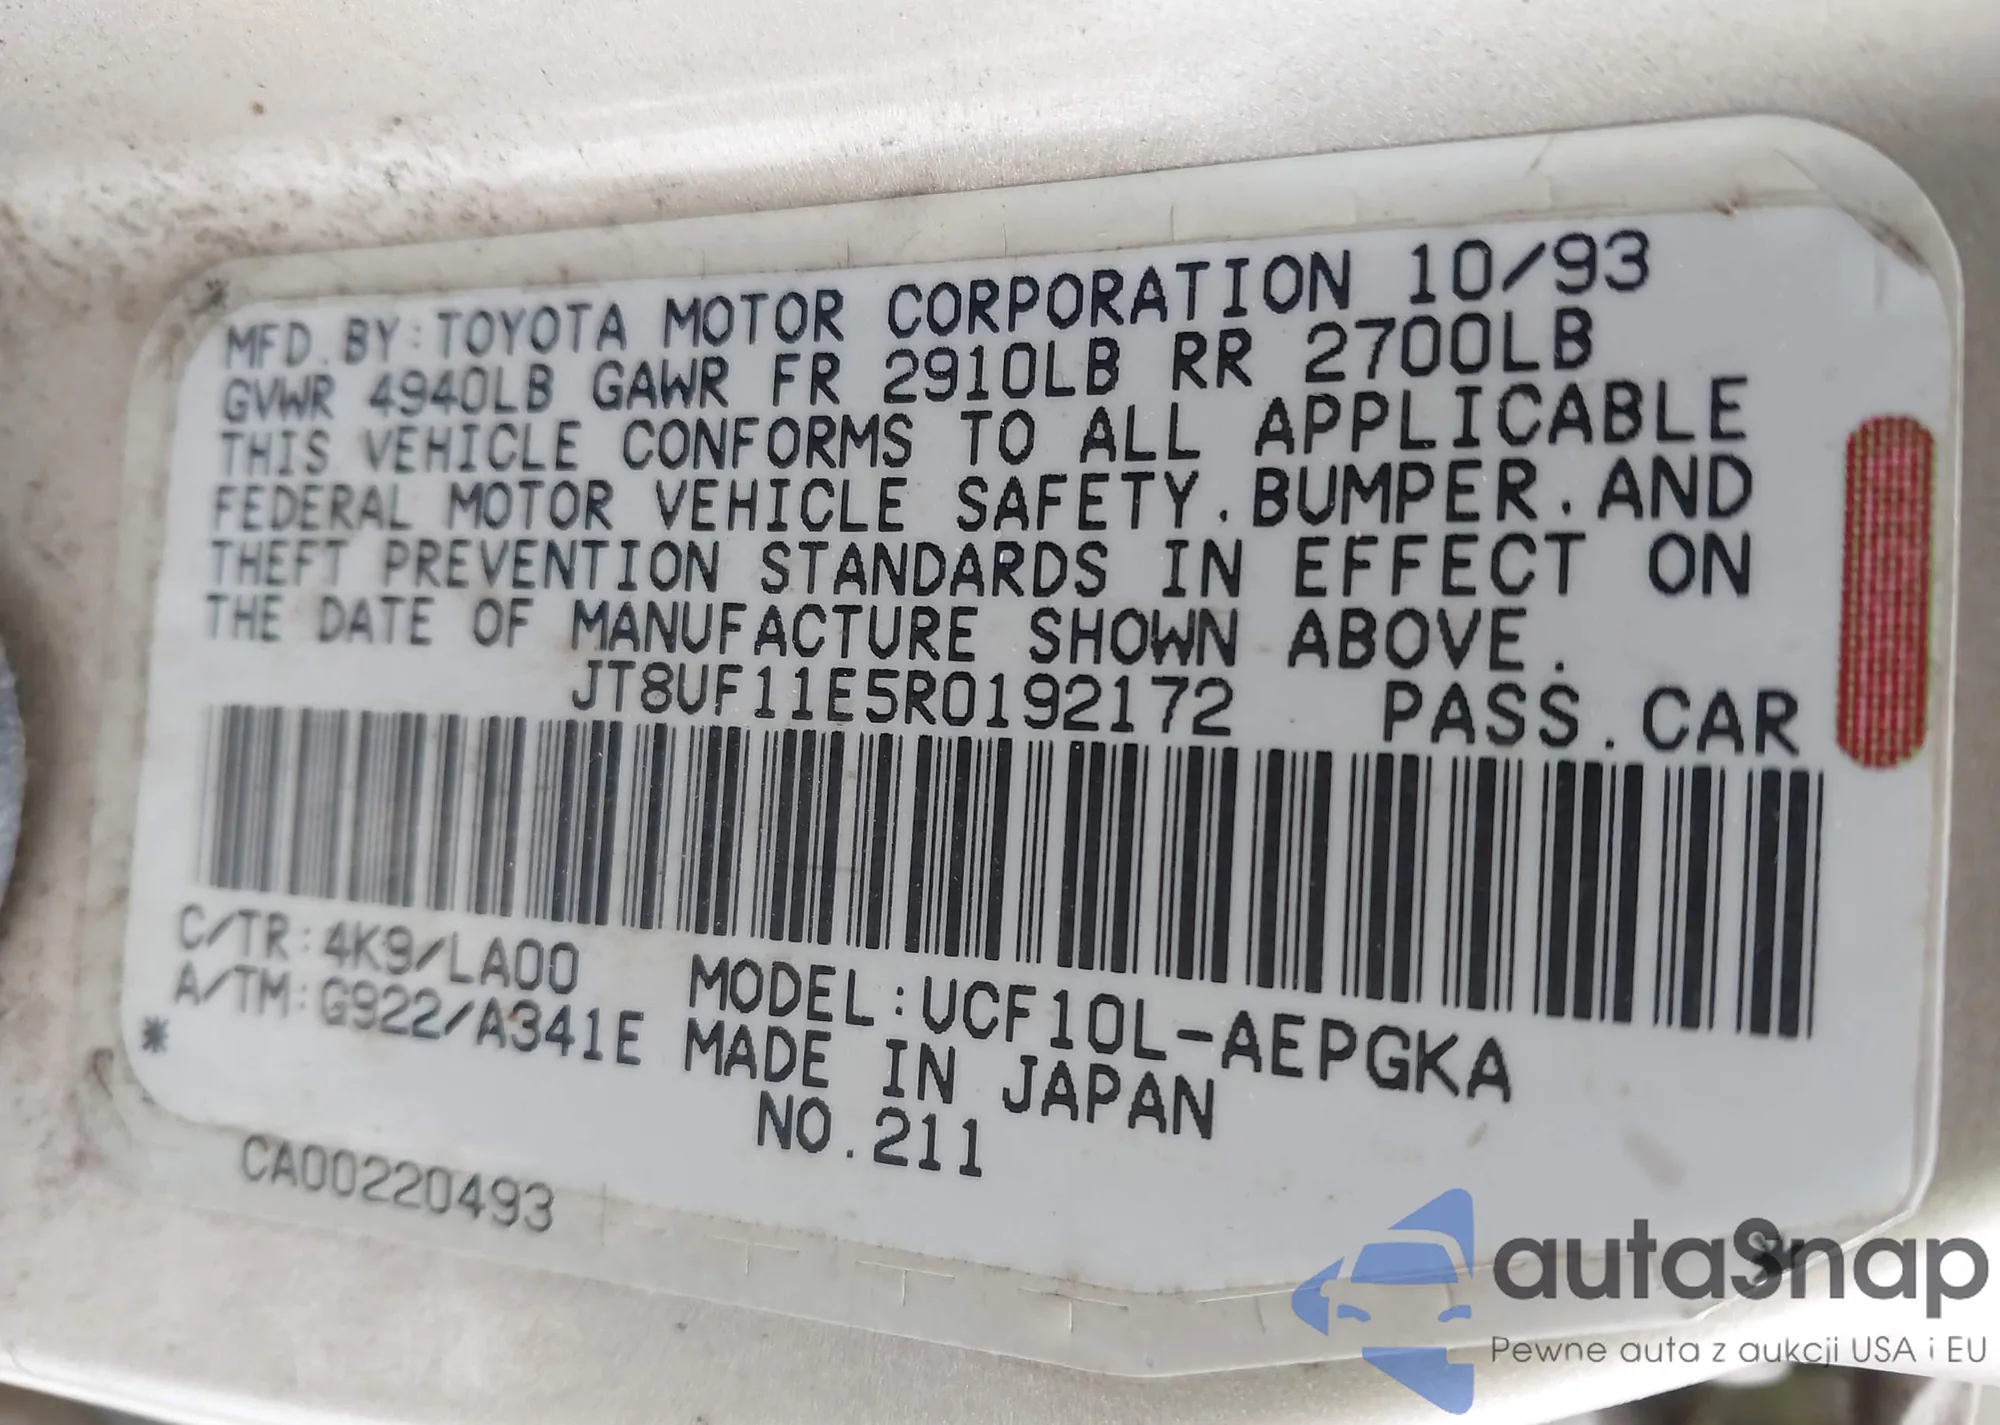 MFD. BY: TOYOTA MOTOR CORPORATION 10/93
GVWR 4940LB GAWR FR 2910LB RR 2700LB
THIS VEHICLE CONFORMS TO ALL APPLICABLE
FEDERAL MOTOR VEHICLE SAFETY. BUMPER. AND
THEFT PREVENTION STANDARDS IN EFFECT ON
THE DATE OF MANUFACTURE SHOWN ABOVE.
JT8UF11E5R0192172 PASS. CAR
C/TR: 4K9/LA00 MODEL: UCF10L-AEPGKA
A/TM: G922/A341E MADE IN JAPAN
* NO. 211
CA00220493
autasnap
Pewne auta z aukcji USA i EU